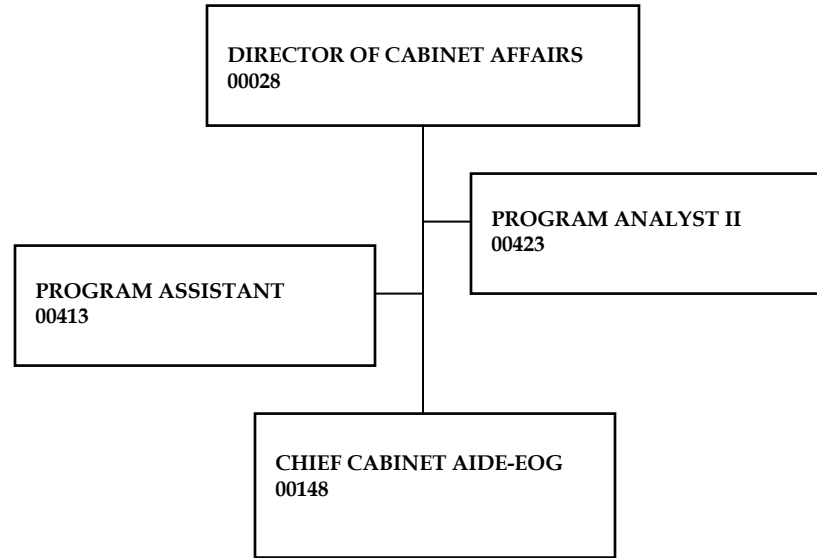 DIRECTOR OF CABINET AFFAIRS
00028
PROGRAM ANALYST II
00423
PROGRAM ASSISTANT
00413
CHIEF CABINET AIDE-EOG
00148